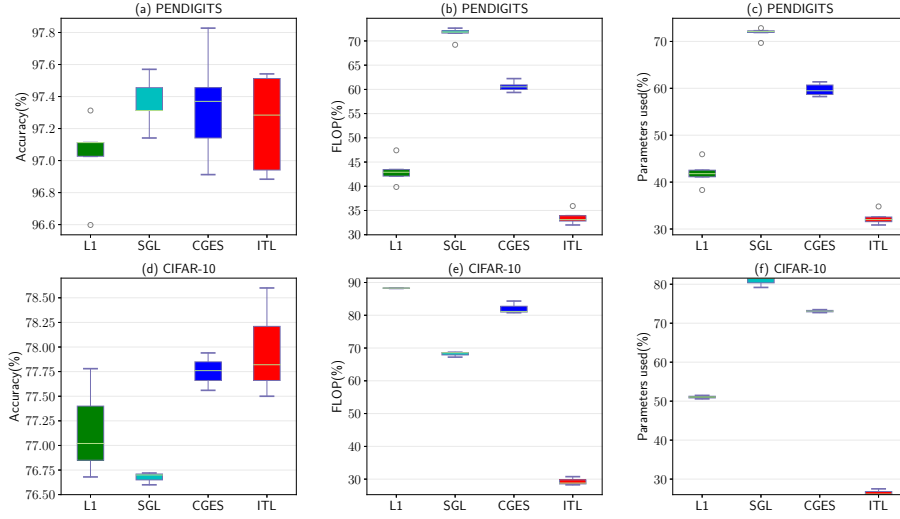 (a) PENDIGITS
Accuracy(%)
97.8
97.6
97.4
97.2
97.0
96.8
96.6
L1 SGL CGES ITL
(b) PENDIGITS
FLOP(%)
70
65
60
55
50
45
40
35
30
L1 SGL CGES ITL
(c) PENDIGITS
Parameters used(%)
70
60
50
40
30
L1 SGL CGES ITL
(d) CIFAR-10
Accuracy(%)
78.50
78.25
78.00
77.75
77.50
77.25
77.00
76.75
76.50
L1 SGL CGES ITL
(e) CIFAR-10
FLOP(%)
90
80
70
60
50
40
30
L1 SGL CGES ITL
(f) CIFAR-10
Parameters used(%)
80
70
60
50
40
30
L1 SGL CGES ITL